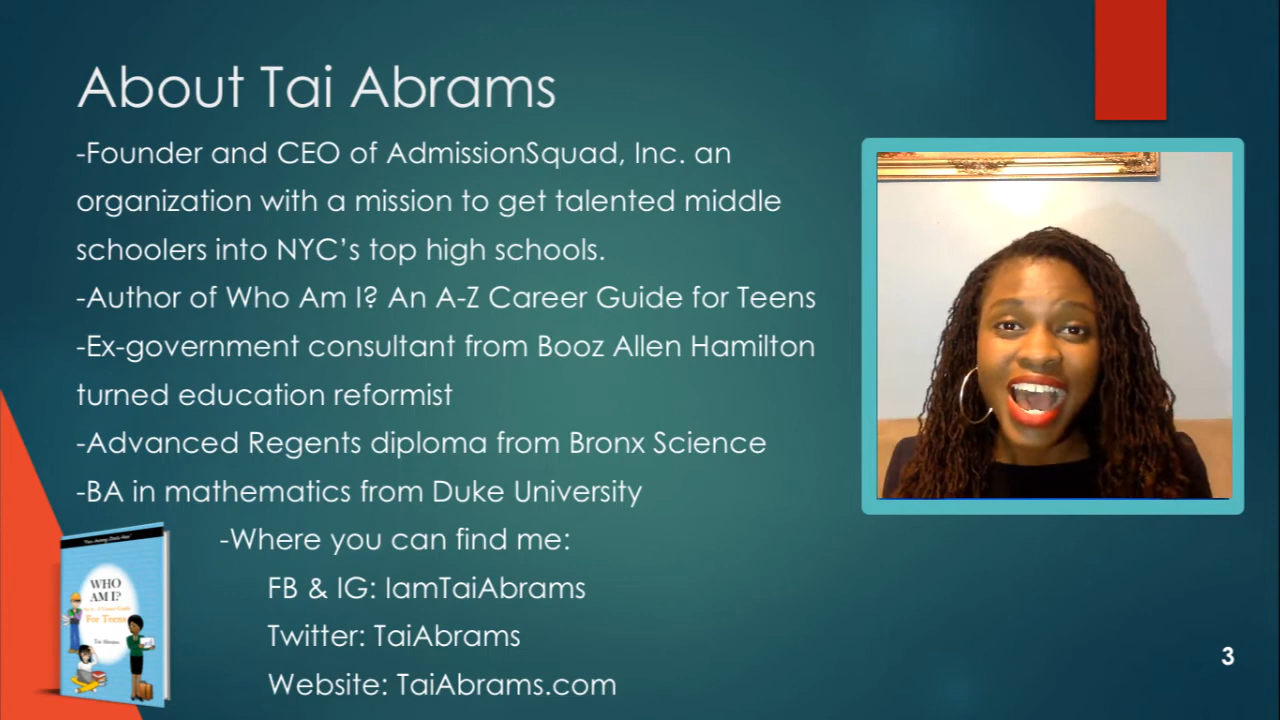 About Tai Abrams
-Founder and CEO of AdmissionSquad, Inc. an
organization with a mission to get talented middle
schoolers into NYC’s top high schools.
-Author of Who Am I? An A-Z Career Guide for Teens
-Ex-government consultant from Booz Allen Hamilton
turned education reformist
-Advanced Regents diploma from Bronx Science
-BA in mathematics from Duke University
-Where you can find me:
FB & IG: IamTaiAbrams
Twitter: TaiAbrams
Website: TaiAbrams.com
WHO
AM I?
For Teens
Tai Abrams
3